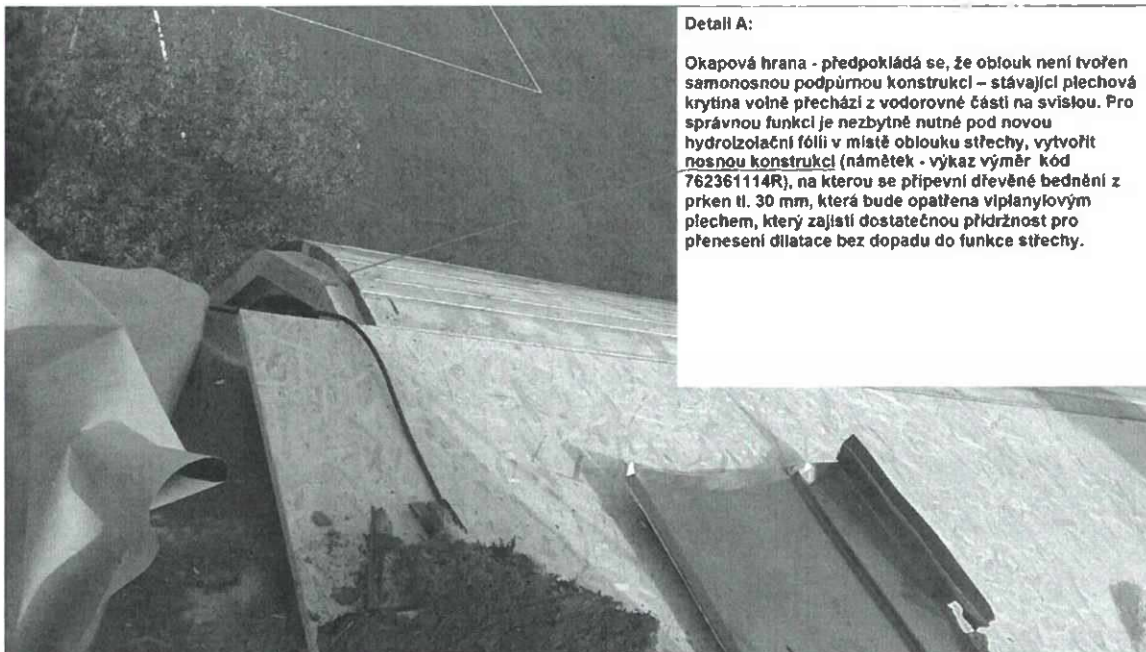 Detail A:
Okapová hrana - předpokládá se, že oblouk není tvořen
samonosnou podpůrnou konstrukcí – stávající plechová
krytina volně přechází z vodorovné části na svislou. Pro
správnou funkci je nezbytně nutné pod novou
hydroizolační fólií v místě oblouku střechy, vytvořit
nosnou konstrukci (námětek - výkaz výměr kód
762361114R), na kterou se připevní dřevěné bednění z
prken tl. 30 mm, která bude opatřena viplanylovým
plechem, který zajistí dostatečnou přídržnost pro
přenesení dilatace bez dopadu do funkce střechy.